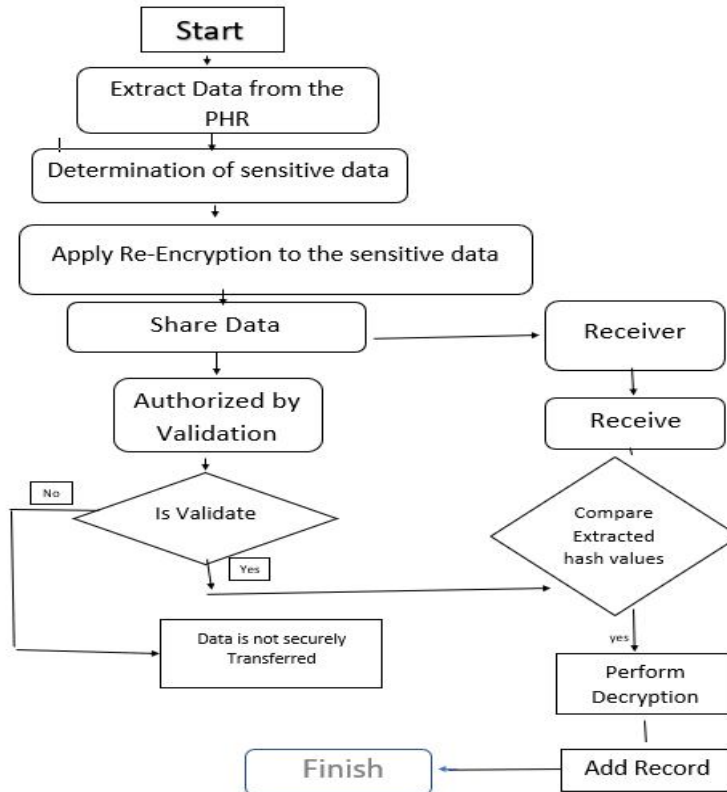 Start
Extract Data from the
PHR
Determination of sensitive data
Apply Re-Encryption to the sensitive data
Share Data
Receiver
Authorized by
Validation
Receive
No
Is Validate
Compare
Extracted
hash values
Yes
Data is not securely
Transferred
yes
Perform
Decryption
Add Record
Finish